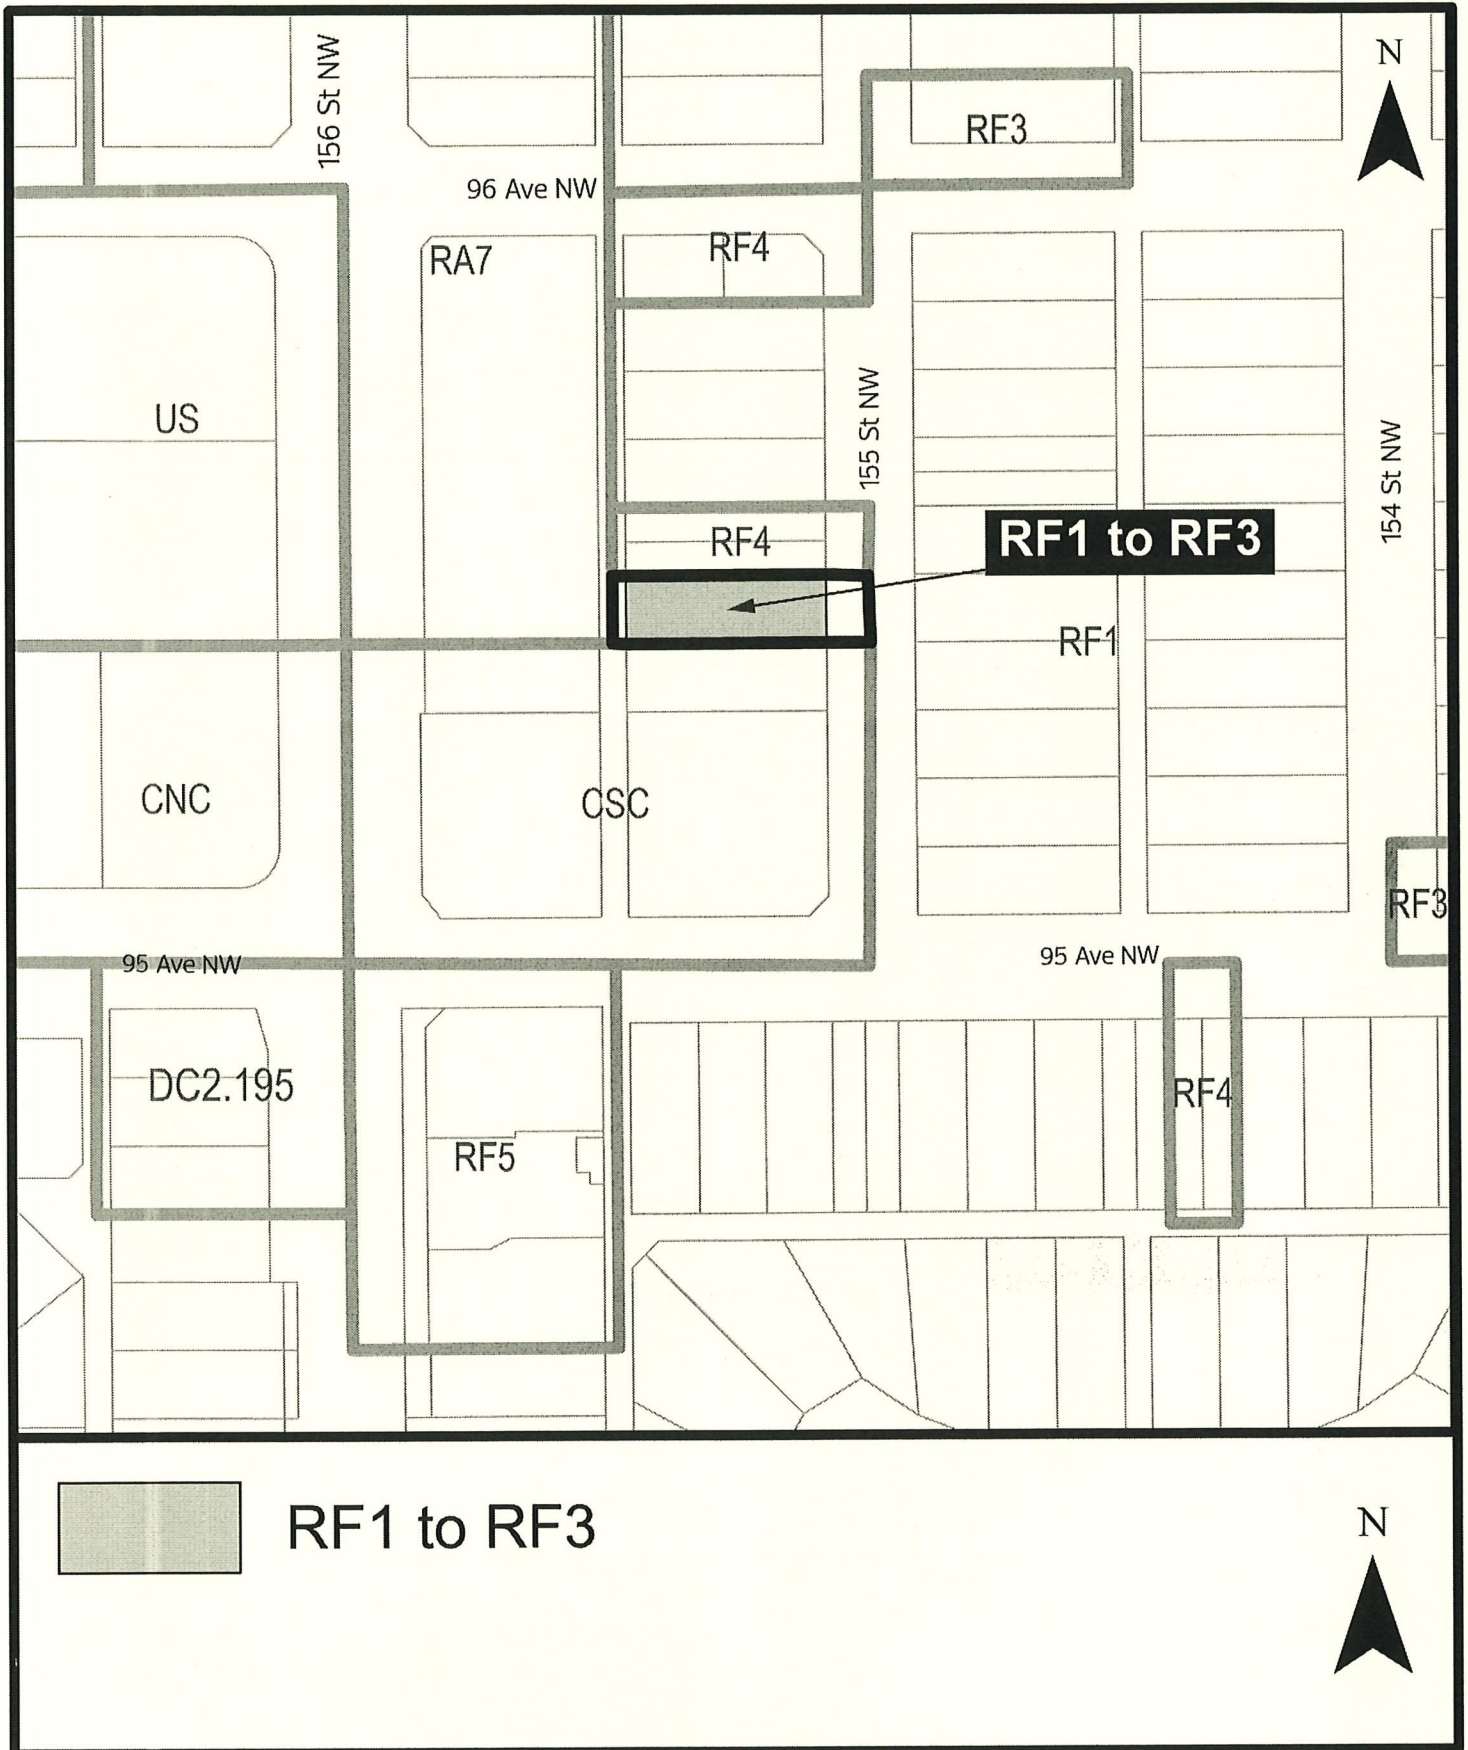 156 St NW
N
RF3
96 Ave NW
RA7
RF4
US
155 St NW
154 St NW
RF4
RF1 to RF3
RF1
CNC
CSC
RF3
95 Ave NW
95 Ave NW
DC2.195
RF4
RF5
RF1 to RF3
N